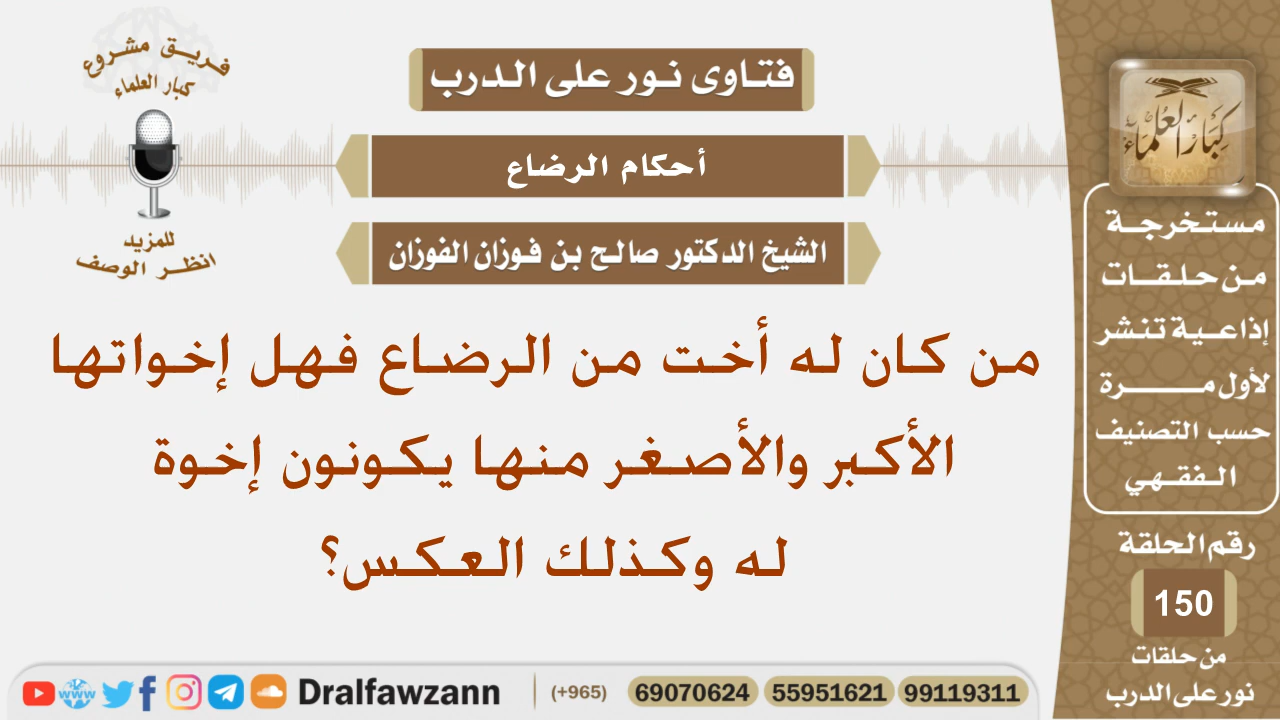 فريق مشروع
كبار العلماء
للمزيد
انظر الوصف
فتاوى نور على الدرب
أحكام الرضاع
الشيخ الدكتور صالح بن فوزان الفوزان
من كان له أخت من الرضاع فهل إخواتها
الأكبر والأصغر منها يكونون إخوة
له وكذلك العكس؟
كبار العلماء
مستخرجة
من حلقات
إذاعية تنشر
لأول مرة
حسب التصنيف
الفقهي
رقم الحلقة
150
من حلقات
نور على الدرب
www
Dralfawzann
(+965)
69070624
55951621
99119311